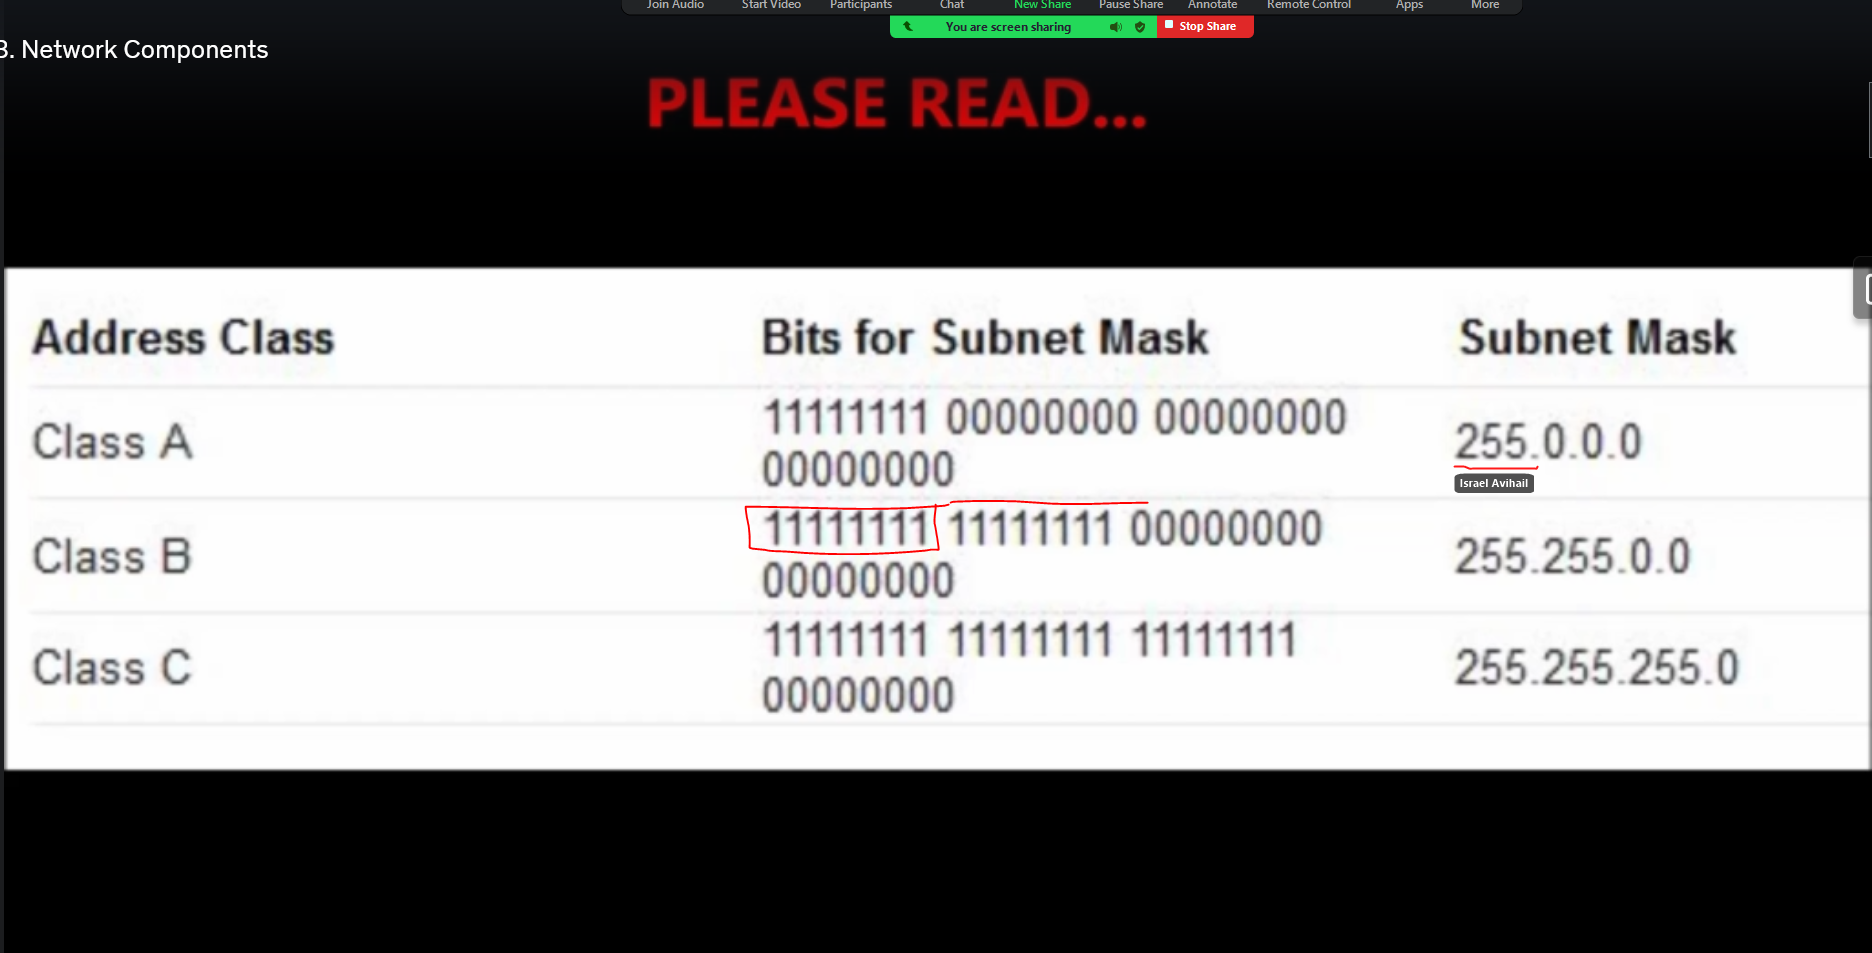 Join Audio Start Video Participants Chat New Share Pause Share Annotate Remote Control Apps More
You are screen sharing Stop Share
3. Network Components
PLEASE READ...
Address Class Bits for Subnet Mask Subnet Mask
Class A 11111111 00000000 00000000 255.0.0.0
00000000
Israel Avihail
Class B 11111111 11111111 00000000 255.255.0.0
00000000
Class C 11111111 11111111 11111111 255.255.255.0
00000000